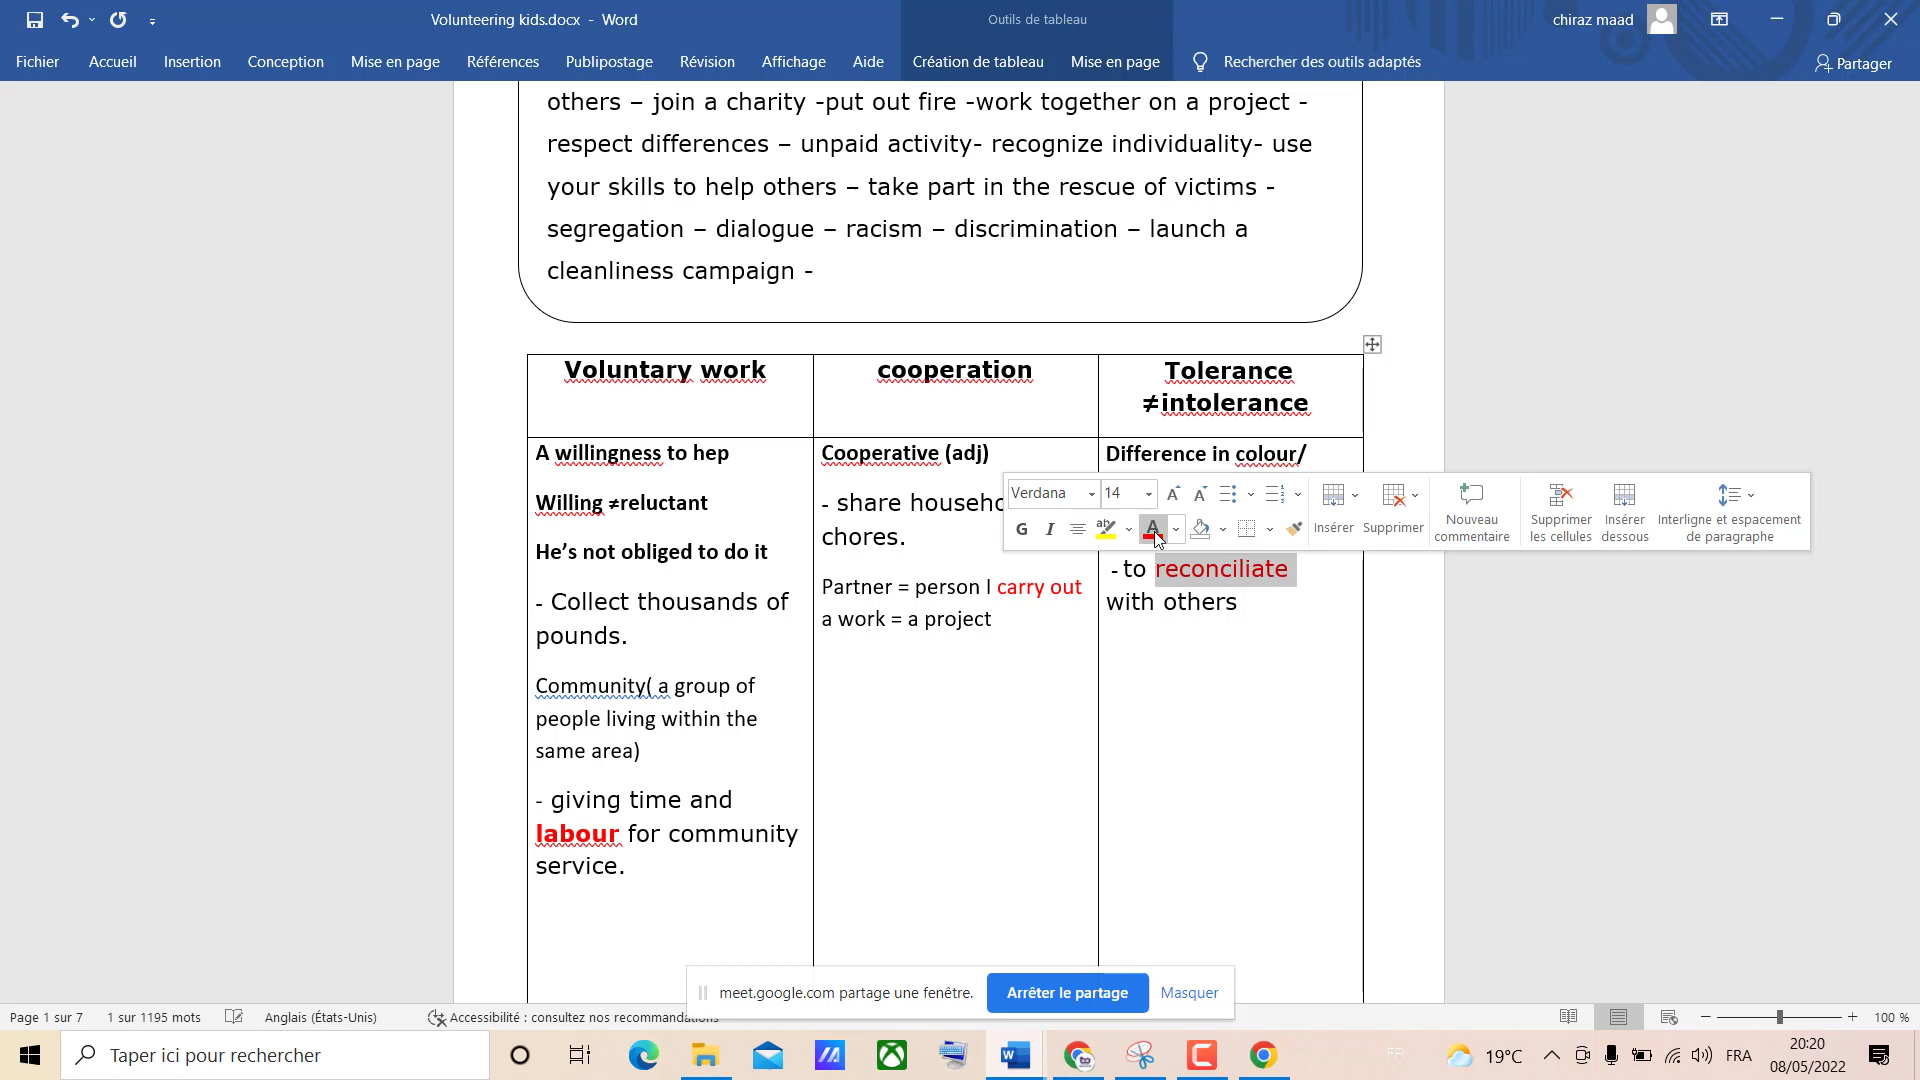 Volunteering kids.docx - Word
Outils de tableau
chiraz maad
Fichier
Accueil
Insertion
Conception
Mise en page
Références
Publipostage
Révision
Affichage
Aide
Création de tableau
Mise en page
Rechercher des outils adaptés
Partager
others – join a charity -put out fire -work together on a project -
respect differences – unpaid activity- recognize individuality- use
your skills to help others – take part in the rescue of victims -
segregation – dialogue – racism – discrimination – launch a
cleanliness campaign -
Voluntary work
cooperation
Tolerance
≠intolerance
A willingness to hep
Willing ≠reluctant
He’s not obliged to do it
- Collect thousands of
pounds.
Community( a group of
people living within the
same area)
- giving time and
labour for community
service.
Cooperative (adj)
- share househo
chores.
Partner = person I carry out
a work = a project
Difference in colour/
- to reconciliate
with others
Verdana
14
G
I
Insérer
Supprimer
Nouveau
commentaire
Supprimer
les cellules
Insérer
dessous
Interligne et espacement
de paragraphe
meet.google.com partage une fenêtre.
Arrêter le partage
Masquer
Page 1 sur 7
1 sur 1195 mots
Anglais (États-Unis)
Accessibilité : consultez nos recommandations
100 %
Taper ici pour rechercher
FR
19°C
FRA
20:20
08/05/2022